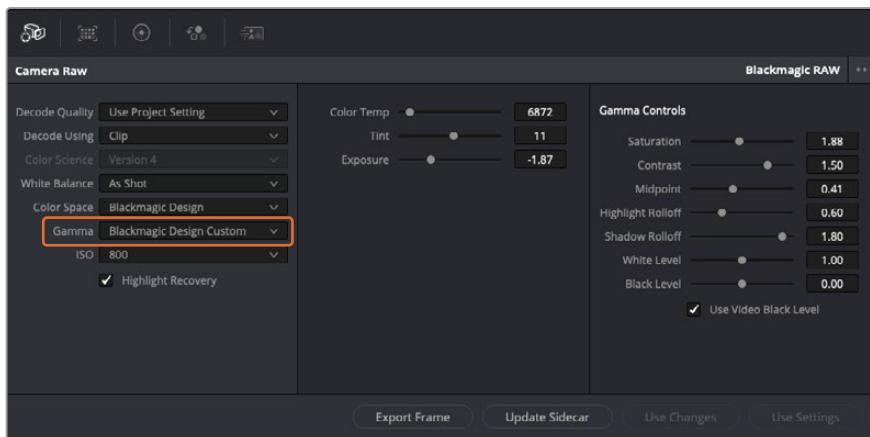 Camera Raw
Blackmagic RAW
Decode Quality Use Project Setting
Decode Using Clip
Color Science Version 4
White Balance As Shot
Color Space Blackmagic Design
Gamma Blackmagic Design Custom
ISO 800
Highlight Recovery
Color Temp 6872
Tint 11
Exposure -1.87
Gamma Controls
Saturation 1.88
Contrast 1.50
Midpoint 0.41
Highlight Rolloff 0.60
Shadow Rolloff 1.80
White Level 1.00
Black Level 0.00
Use Video Black Level
Export Frame
Update Sidecar
Use Changes
Use Settings